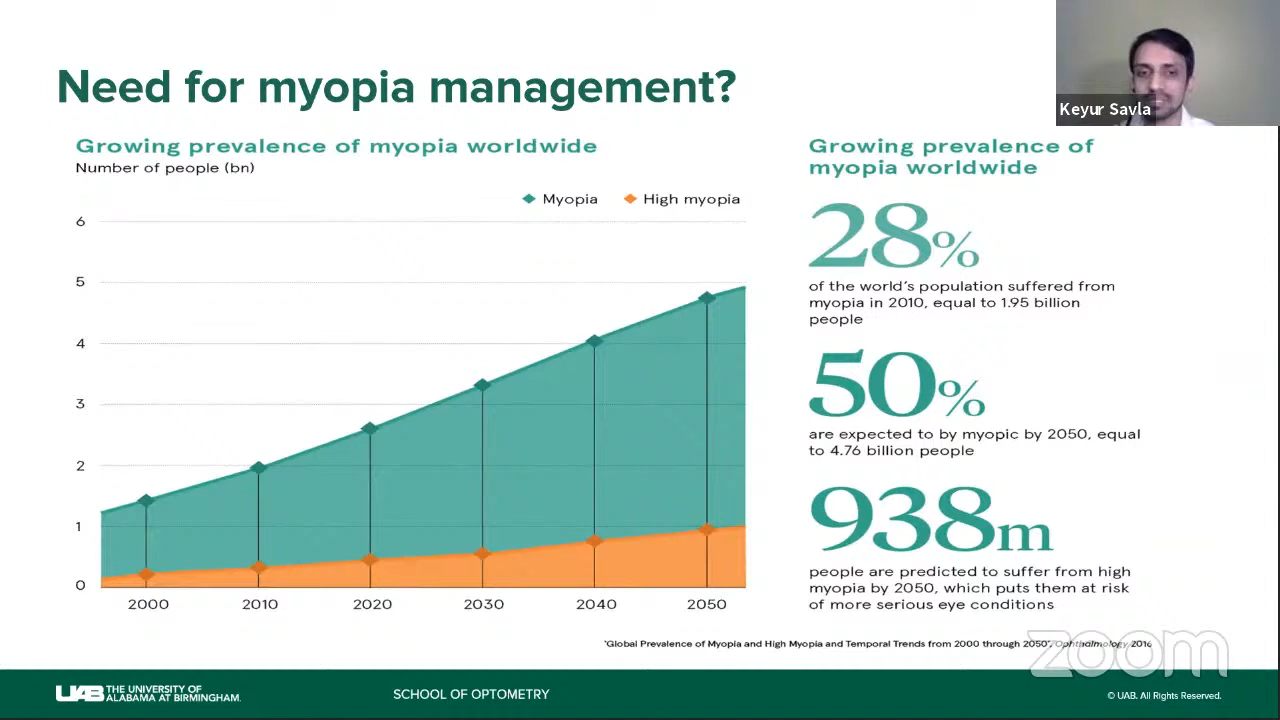 Need for myopia management?
Keyur Savla
Growing prevalence of myopia worldwide
Number of people (bn)
Myopia
High myopia
6
5
4
3
2
1
0
2000
2010
2020
2030
2040
2050
Growing prevalence of
myopia worldwide
28%
of the world's population suffered from
myopia in 2010, equal to 1.95 billion
people
50%
are expected to by myopic by 2050, equal
to 4.76 billion people
938m
people are predicted to suffer from high
myopia by 2050, which puts them at risk
of more serious eye conditions
'Global Prevalence of Myopia and High Myopia and Temporal Trends from 2000 through 2050', Ophthalmology 2016
zoom
UAB THE UNIVERSITY OF
ALABAMA AT BIRMINGHAM.
SCHOOL OF OPTOMETRY
© UAB. All Rights Reserved.